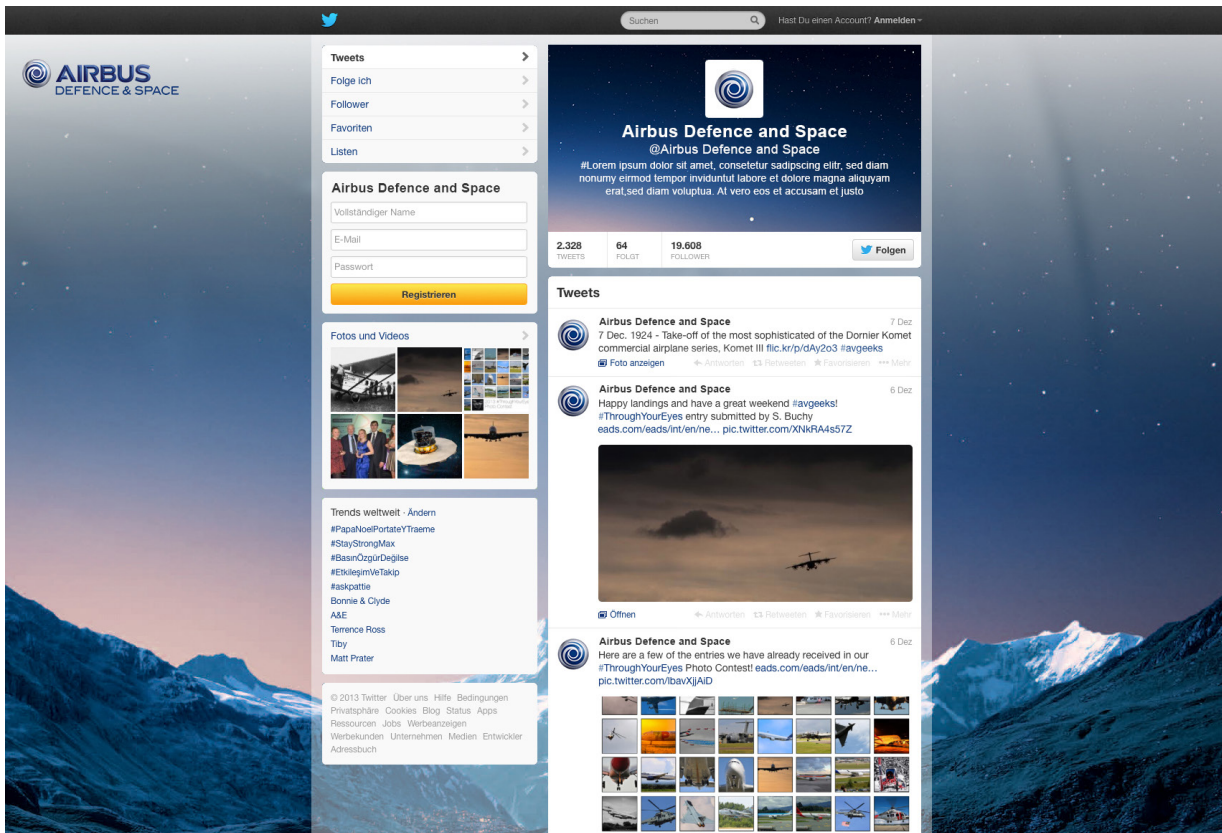 Suchen
Hast Du einen Account? Anmelden
AIRBUS
DEFENCE & SPACE
Tweets
Folge ich
Follower
Favoriten
Listen
Airbus Defence and Space
Vollständiger Name
E-Mail
Passwort
Registrieren
Fotos und Videos
Trends weltweit · Ändern
#PapaNoelPortateYTraeme
#StayStrongMax
#BasınÖzgürDeğilse
#EtkileşimVeTakip
#askpattie
Bonnie & Clyde
A&E
Terrence Ross
Tiby
Matt Prater
© 2013 Twitter Über uns Hilfe Bedingungen
Privatsphäre Cookies Blog Status Apps
Ressourcen Jobs Werbeanzeigen
Werbekunden Unternehmen Medien Entwickler
Adressbuch
Airbus Defence and Space
@Airbus Defence and Space
#Lorem ipsum dolor sit amet, consetetur sadipscing elitr, sed diam
nonumy eirmod tempor inviduntut labore et dolore magna aliquyam
erat,sed diam voluptua. At vero eos et accusam et justo
2.328 64 19.608
TWEETS FOLGT FOLLOWER
Folgen
Tweets
Airbus Defence and Space 7 Dez
7 Dec. 1924 - Take-off of the most sophisticated of the Dornier Komet
commercial airplane series, Komet III flic.kr/p/dAy2o3 #avgeeks
Foto anzeigen Antworten Retweeten Favorisieren Mehr
Airbus Defence and Space 6 Dez
Happy landings and have a great weekend #avgeeks!
#ThroughYourEyes entry submitted by S. Buchy
eads.com/eads/int/en/ne… pic.twitter.com/XNkRA4s57Z
Öffnen Antworten Retweeten Favorisieren Mehr
Airbus Defence and Space 6 Dez
Here are a few of the entries we have already received in our
#ThroughYourEyes Photo Contest! eads.com/eads/int/en/ne…
pic.twitter.com/lbavXjjAiD